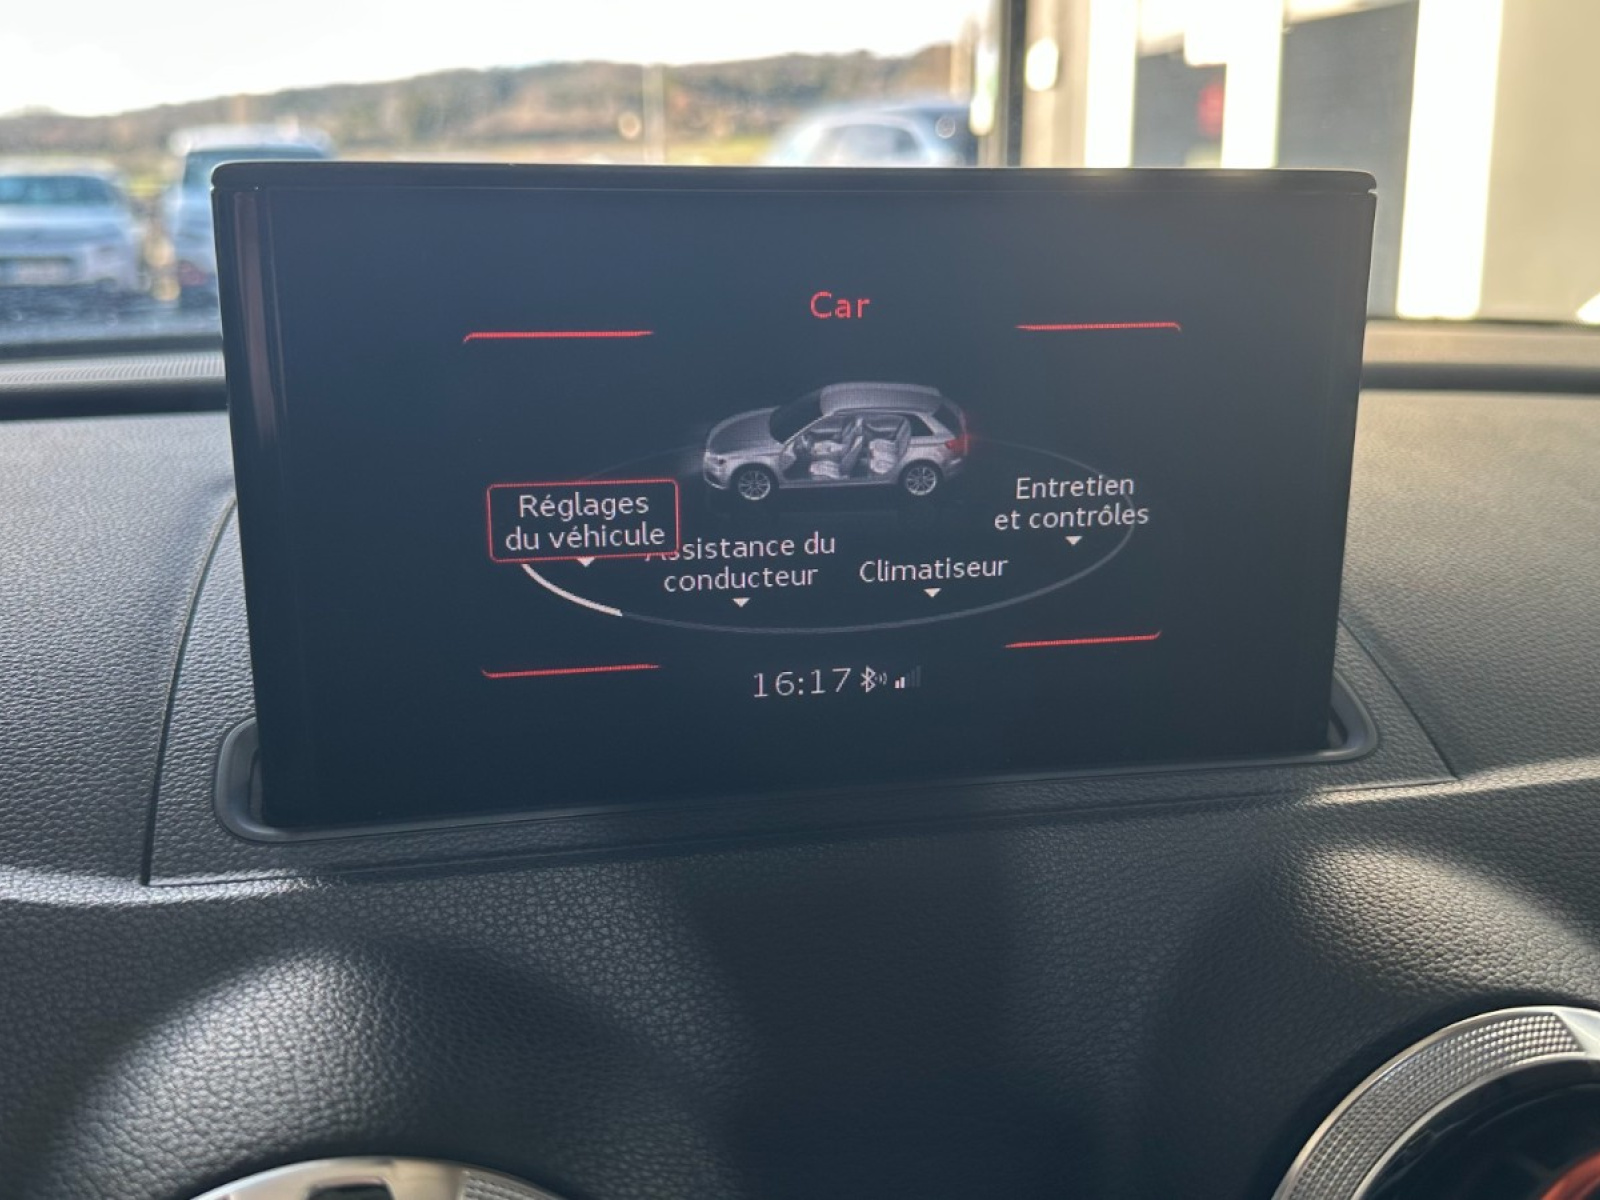 Car
Réglages
du véhicule
Assistance du
conducteur
Climatiseur
Entretien
et contrôles
16:17